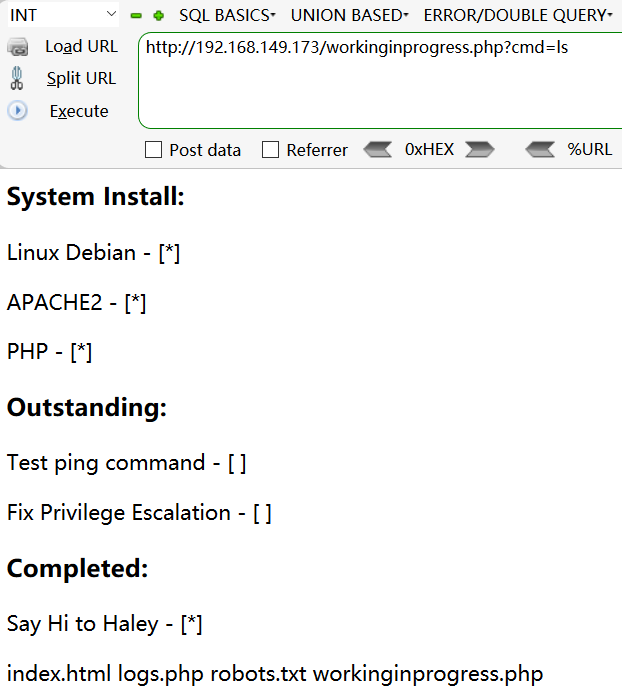 INT SQL BASICS UNION BASED ERROR/DOUBLE QUERY
Load URL http://192.168.149.173/workinginprogress.php?cmd=ls
Split URL
Execute
Post data Referrer 0xHEX %URL
System Install:
Linux Debian - [*]
APACHE2 - [*]
PHP - [*]
Outstanding:
Test ping command - [ ]
Fix Privilege Escalation - [ ]
Completed:
Say Hi to Haley - [*]
index.html logs.php robots.txt workinginprogress.php